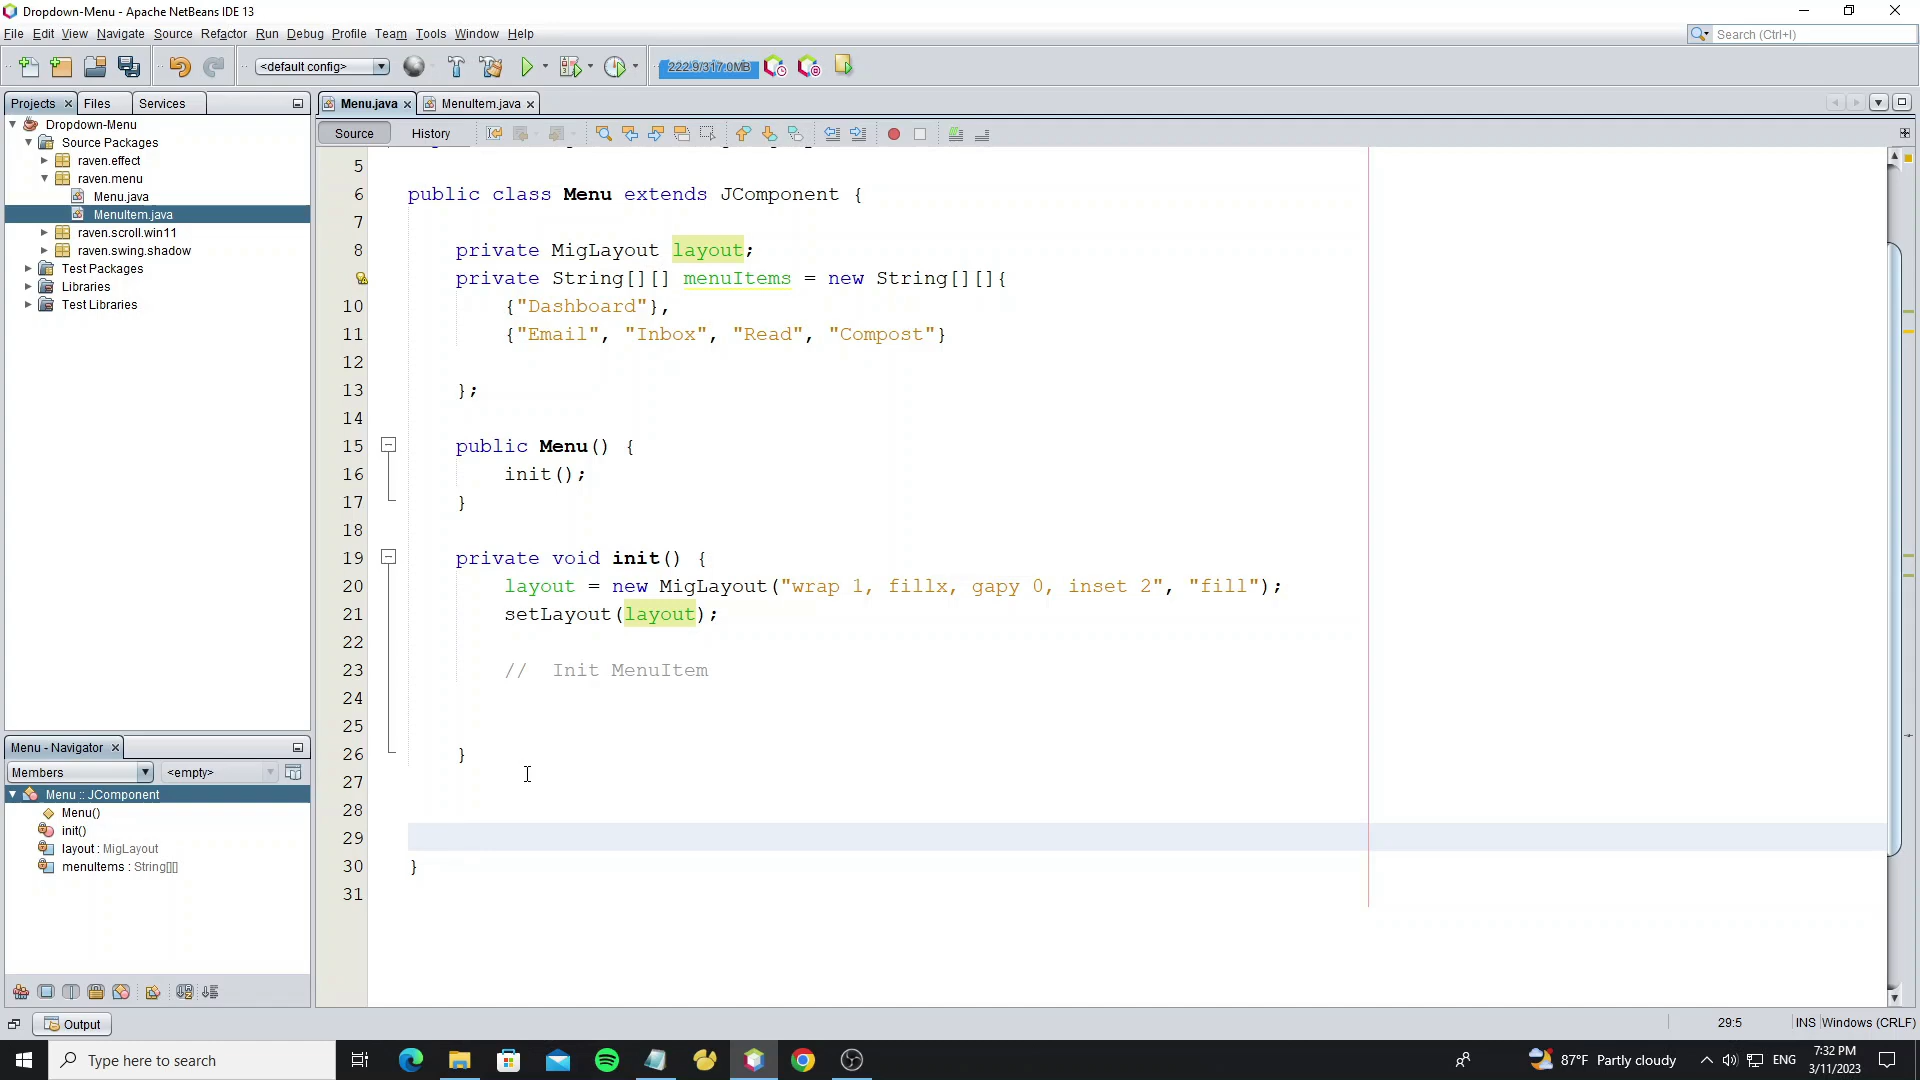 Dropdown-Menu - Apache NetBeans IDE 13
File Edit View Navigate Source Refactor Run Debug Profile Team Tools Window Help
Search (Ctrl+I)
<default config>
222.9/317.0MB
Projects Files Services
Menu.java MenuItem.java
Source History
Dropdown-Menu
Source Packages
raven.effect
raven.menu
Menu.java
MenuItem.java
raven.scroll.win11
raven.swing.shadow
Test Packages
Libraries
Test Libraries
5
6 public class Menu extends JComponent {
7
8 private MigLayout layout;
private String[][] menuItems = new String[][]{
10 {"Dashboard"},
11 {"Email", "Inbox", "Read", "Compost"}
12
13 };
14
15 public Menu() {
16 init();
17 }
18
19 private void init() {
20 layout = new MigLayout("wrap 1, fillx, gapy 0, inset 2", "fill");
21 setLayout(layout);
22
23 //  Init MenuItem
24
25
26 }
27
28
29
30 }
31
Menu - Navigator
Members <empty>
Menu :: JComponent
Menu()
init()
layout : MigLayout
menuItems : String[][]
Output
29:5 INS Windows (CRLF)
Type here to search
87°F Partly cloudy
ENG
7:32 PM
3/11/2023